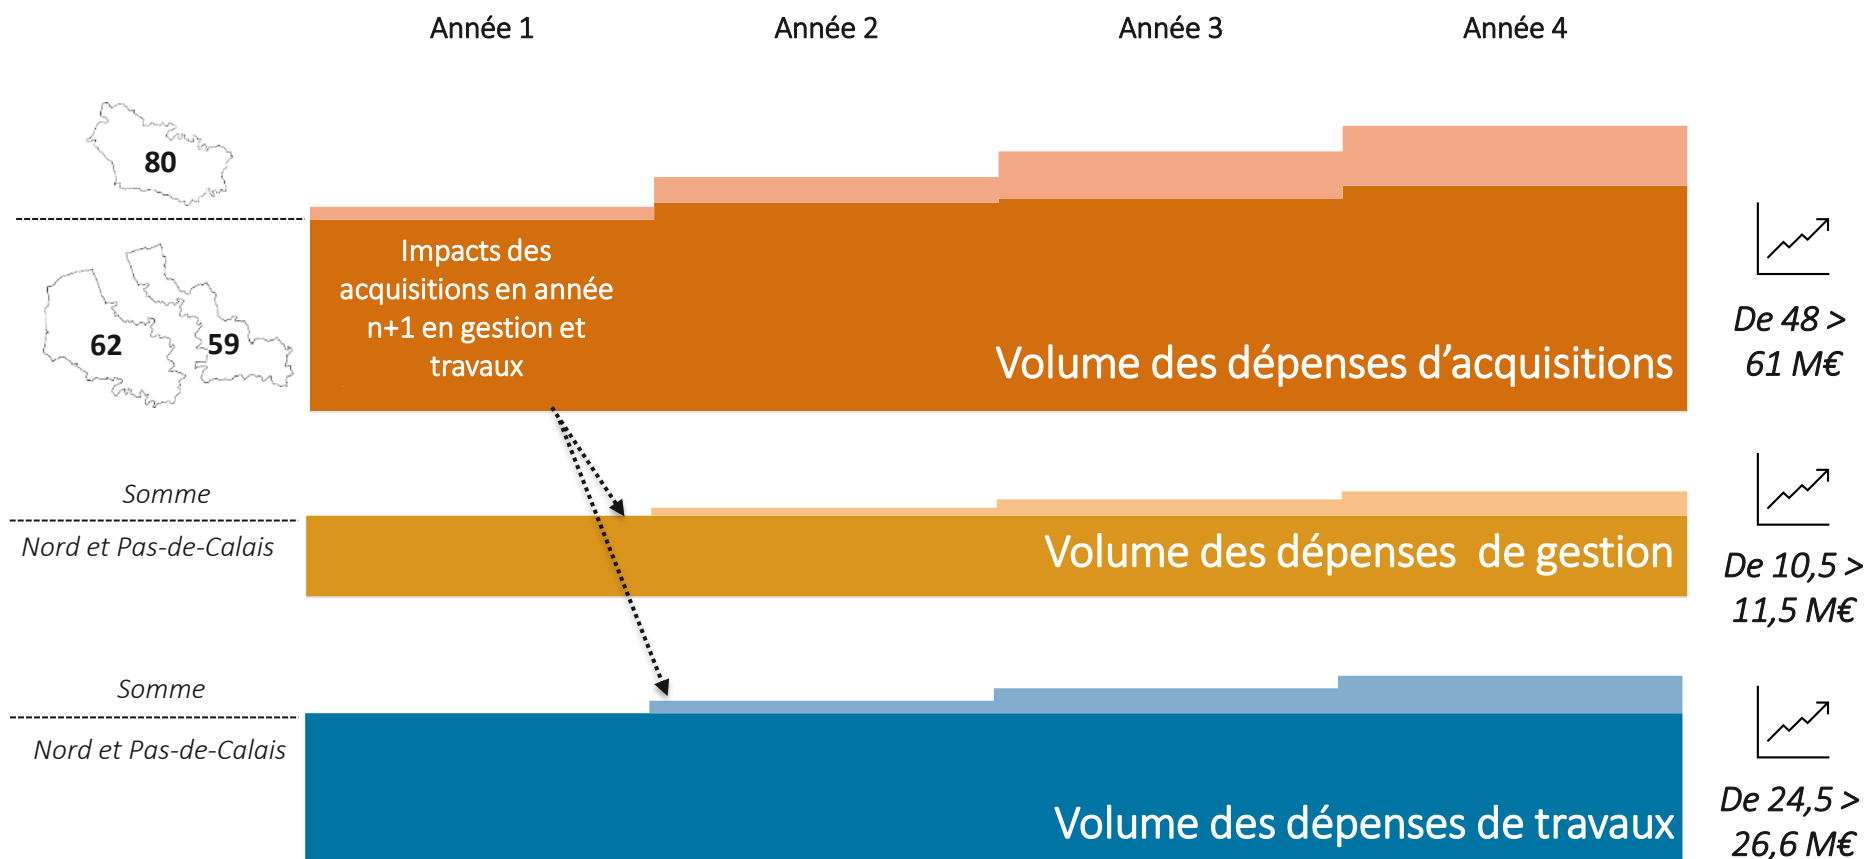 Année 1
Année 2
Année 3
Année 4
80
62
59
Impacts des
acquisitions en année
n+1 en gestion et
travaux
Volume des dépenses d’acquisitions
De 48 >
61 M€
Somme
Nord et Pas-de-Calais
Volume des dépenses  de gestion
De 10,5 >
11,5 M€
Somme
Nord et Pas-de-Calais
Volume des dépenses de travaux
De 24,5 >
26,6 M€